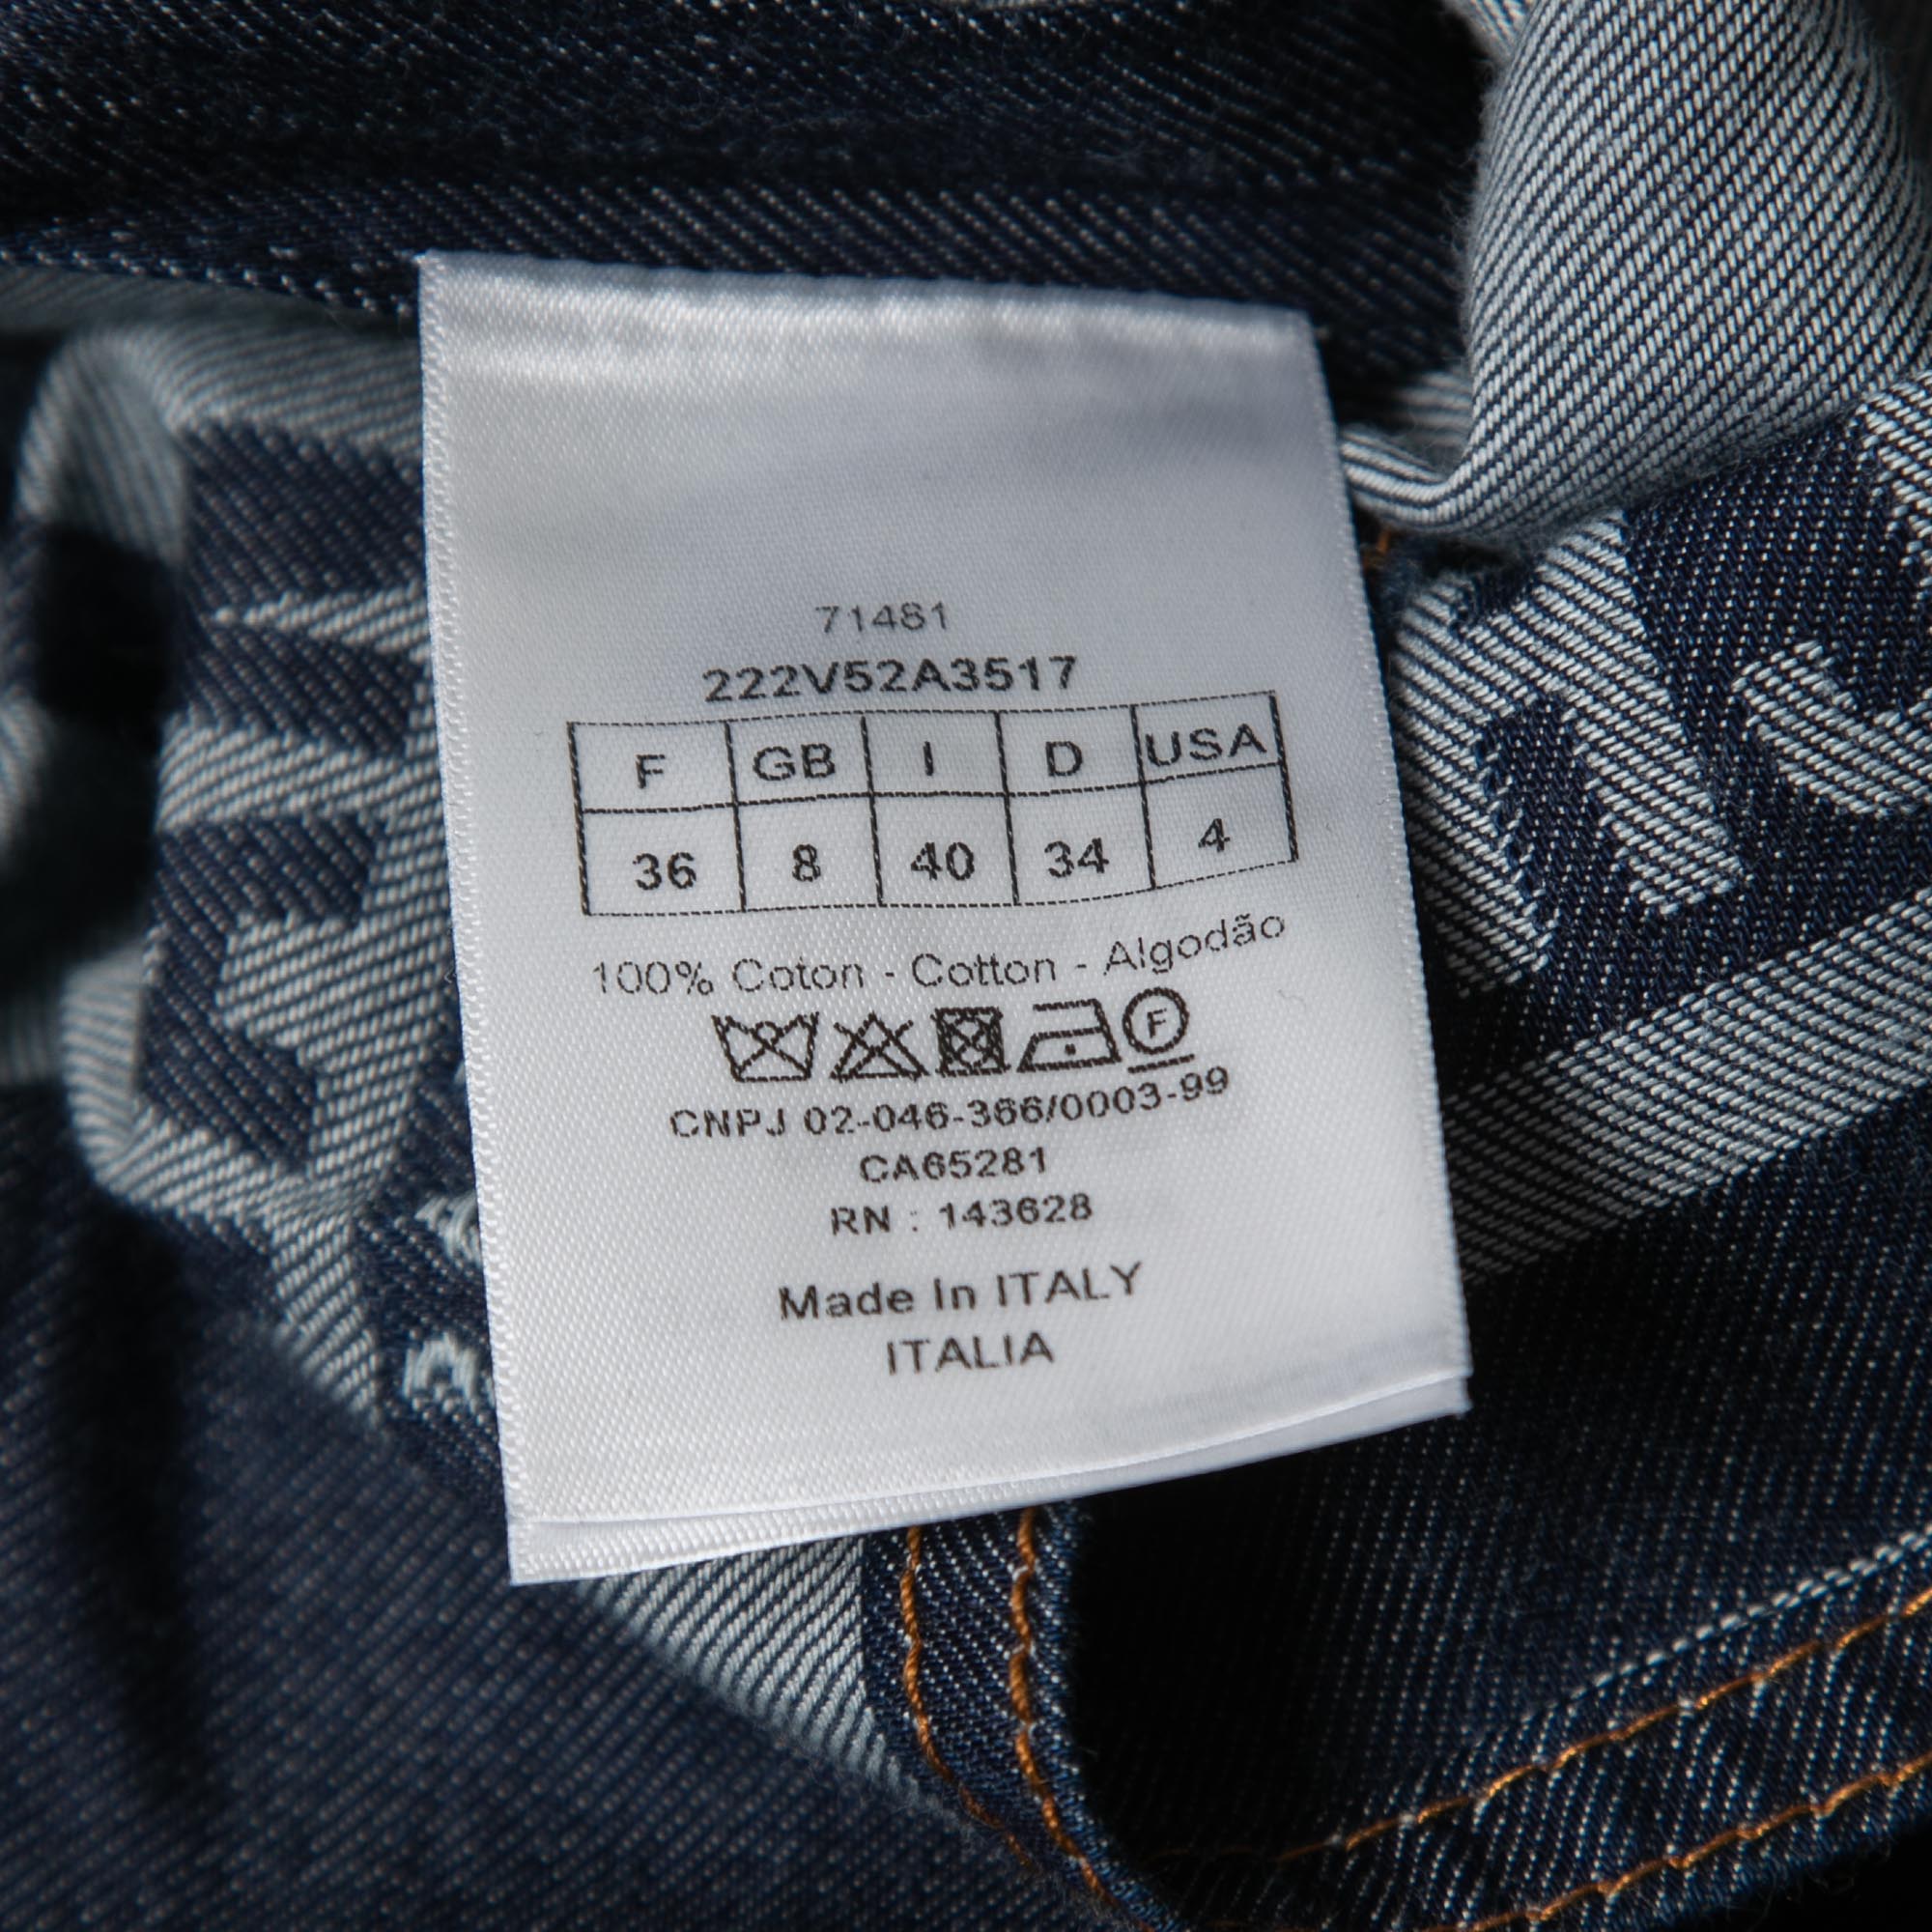 71481
222V52A3517
F GB I D USA
36 8 40 34 4
100% Coton - Cotton - Algodão
F
CNPJ 02-046-366/0003-99
CA65281
RN : 143628
Made In ITALY
ITALIA